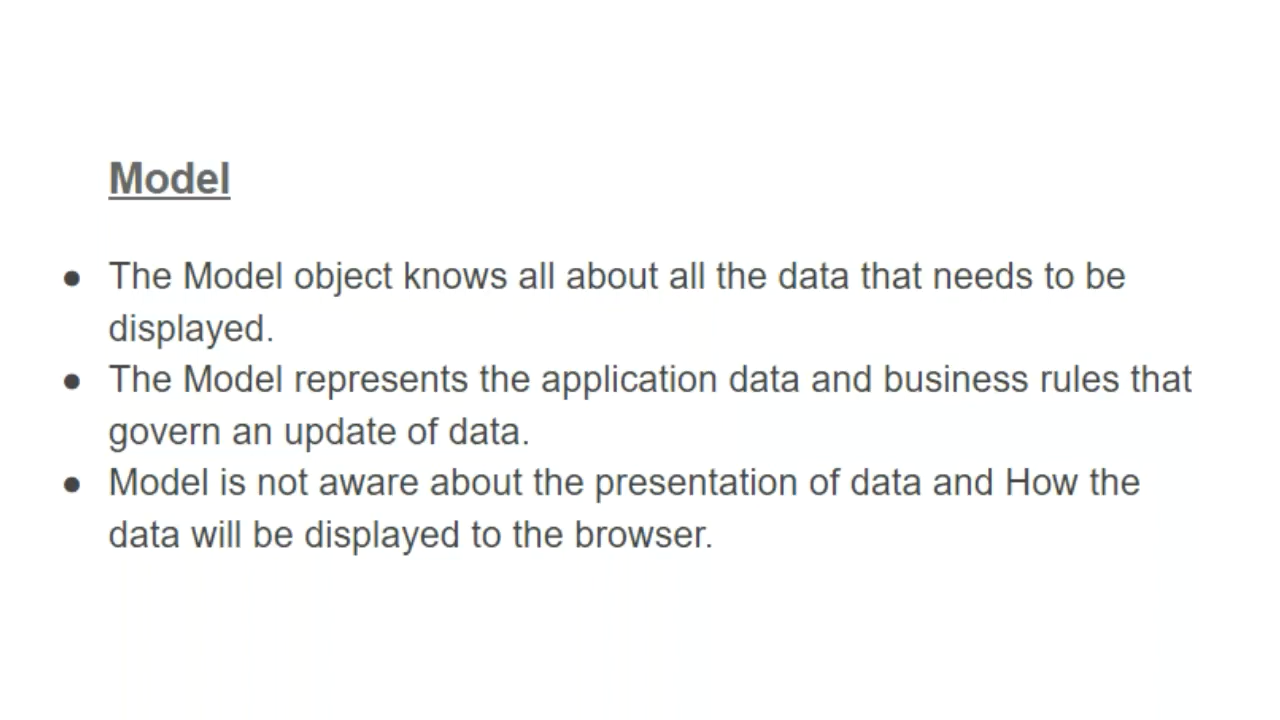 Model
● The Model object knows all about all the data that needs to be
displayed.
● The Model represents the application data and business rules that
govern an update of data.
● Model is not aware about the presentation of data and How the
data will be displayed to the browser.